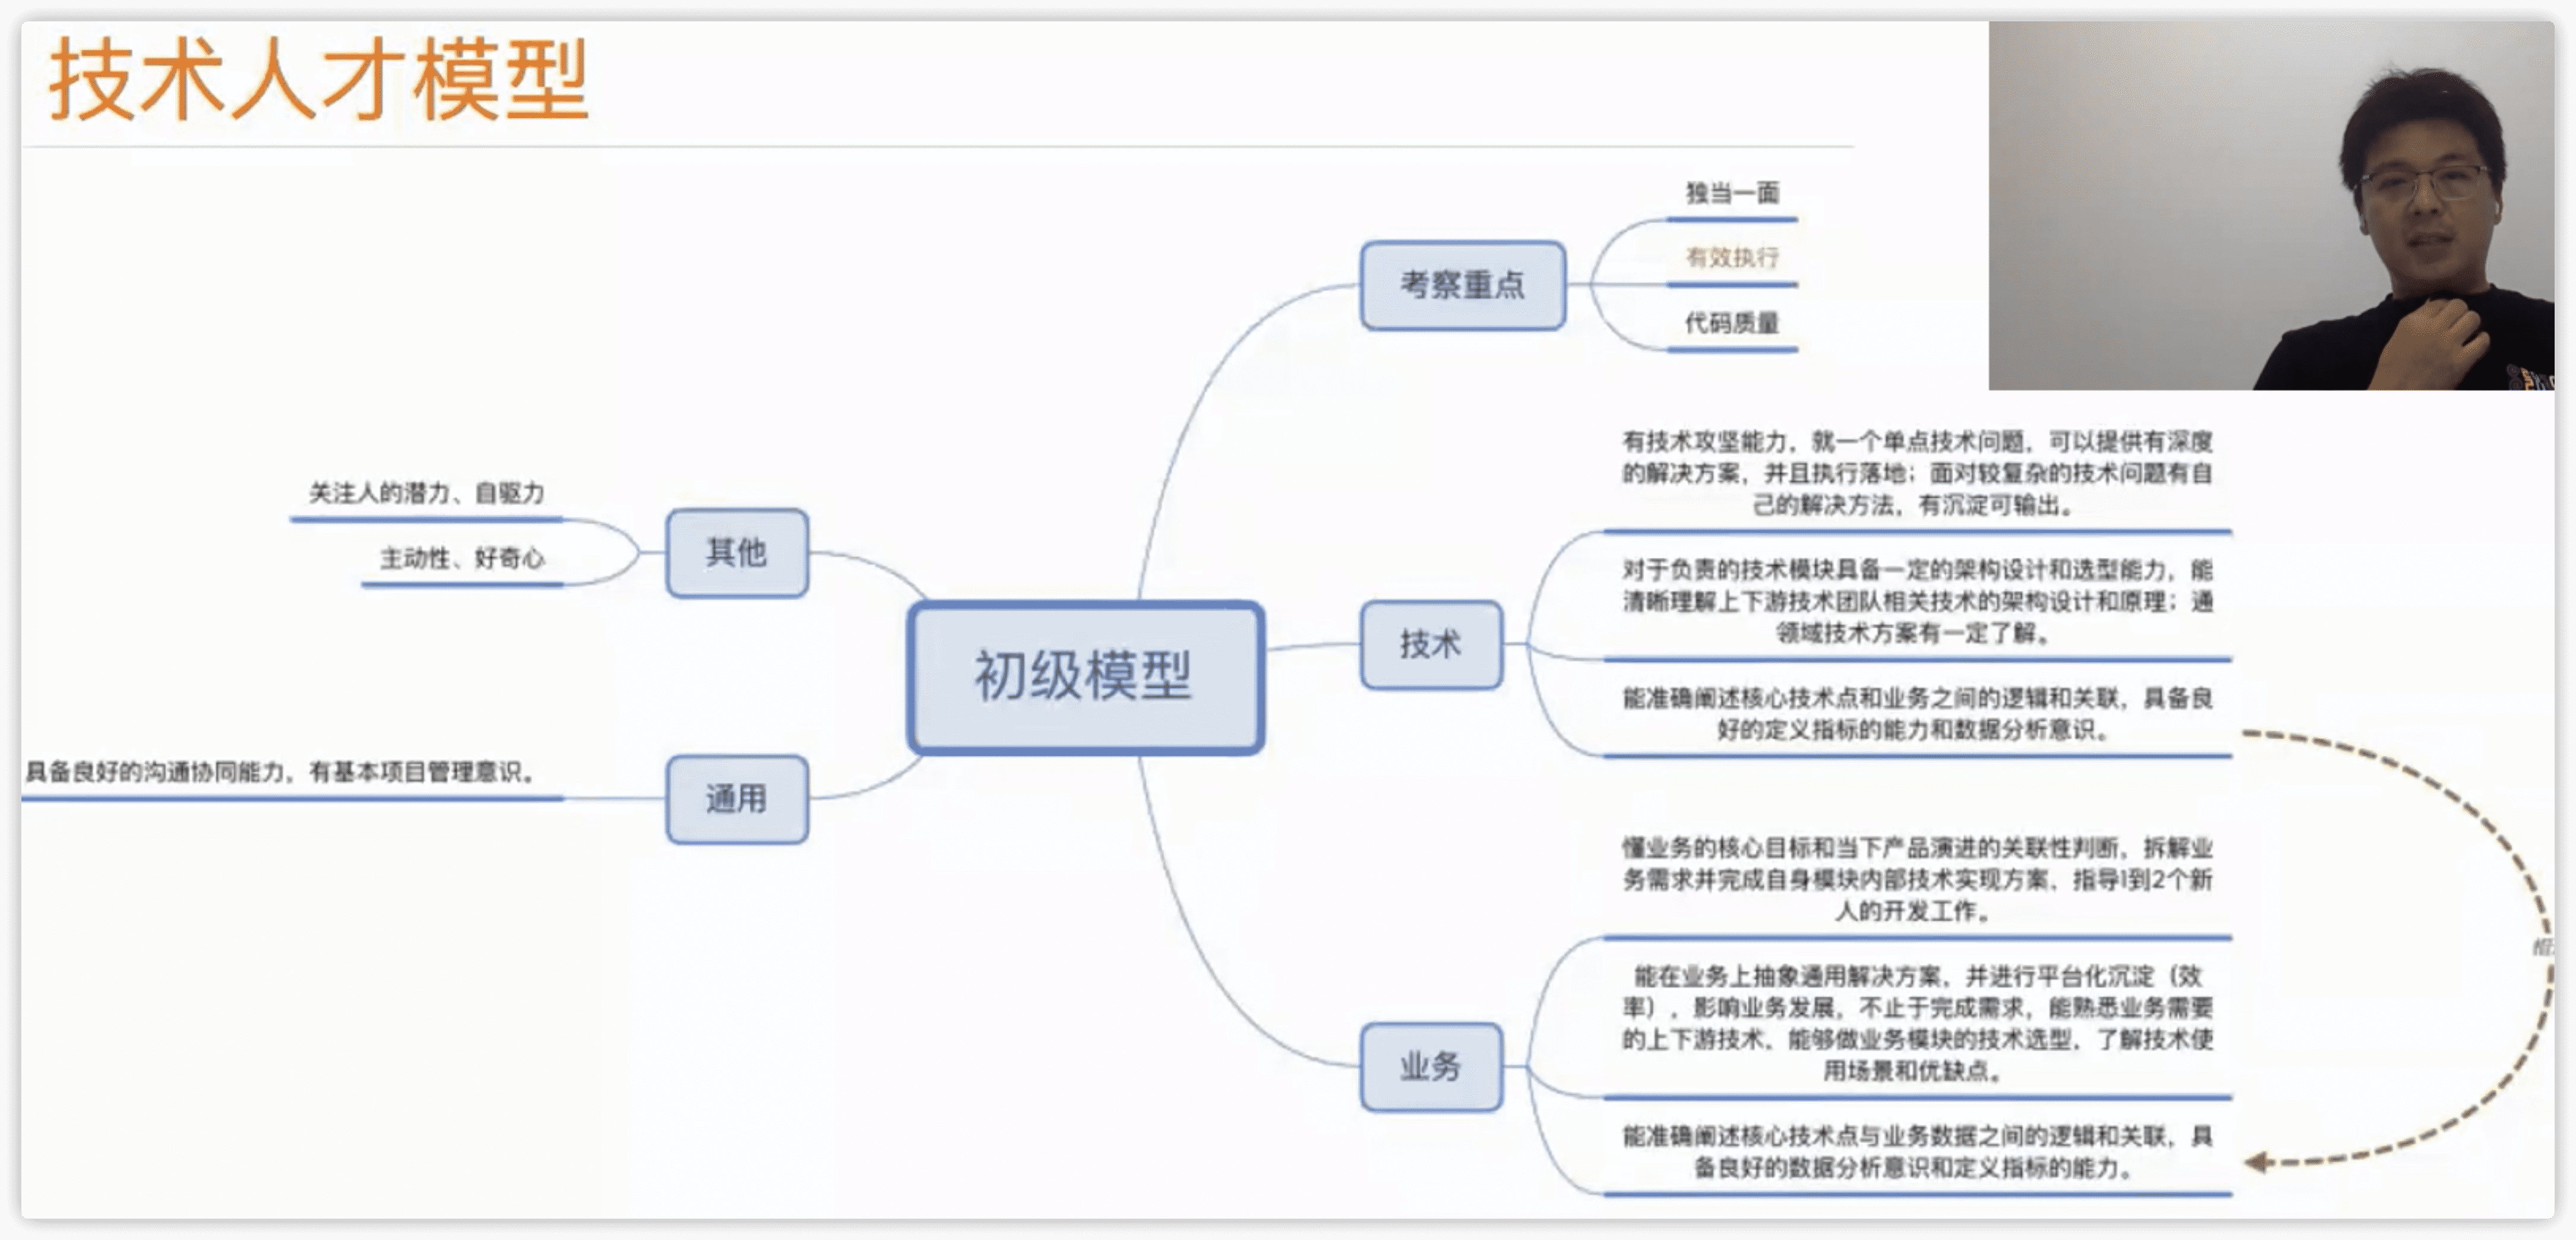 技术人才模型
独当一面
有效执行
考察重点
代码质量
有技术攻坚能力，就一个单点技术问题，可以提供有深度
的解决方案，并且执行落地；面对较复杂的技术问题有自
己的解决方法，有沉淀可输出。
技术
对于负责的技术模块具备一定的架构设计和选型能力，能
清晰理解上下游技术团队相关技术的架构设计和原理；通
领域技术方案有一定了解。
能准确阐述核心技术点和业务之间的逻辑和关联，具备良
好的定义指标的能力和数据分析意识。
关注人的潜力、自驱力
其他
主动性、好奇心
初级模型
具备良好的沟通协同能力，有基本项目管理意识。
通用
懂业务的核心目标和当下产品演进的关联性判断，拆解业
务需求并完成自身模块内部技术实现方案，指导1到2个新
人的开发工作。
业务
能在业务上抽象通用解决方案，并进行平台化沉淀（效
率），影响业务发展，不止于完成需求，能熟悉业务需要
的上下游技术，能够做业务模块的技术选型，了解技术使
用场景和优缺点。
能准确阐述核心技术点与业务数据之间的逻辑和关联，具
备良好的数据分析意识和定义指标的能力。